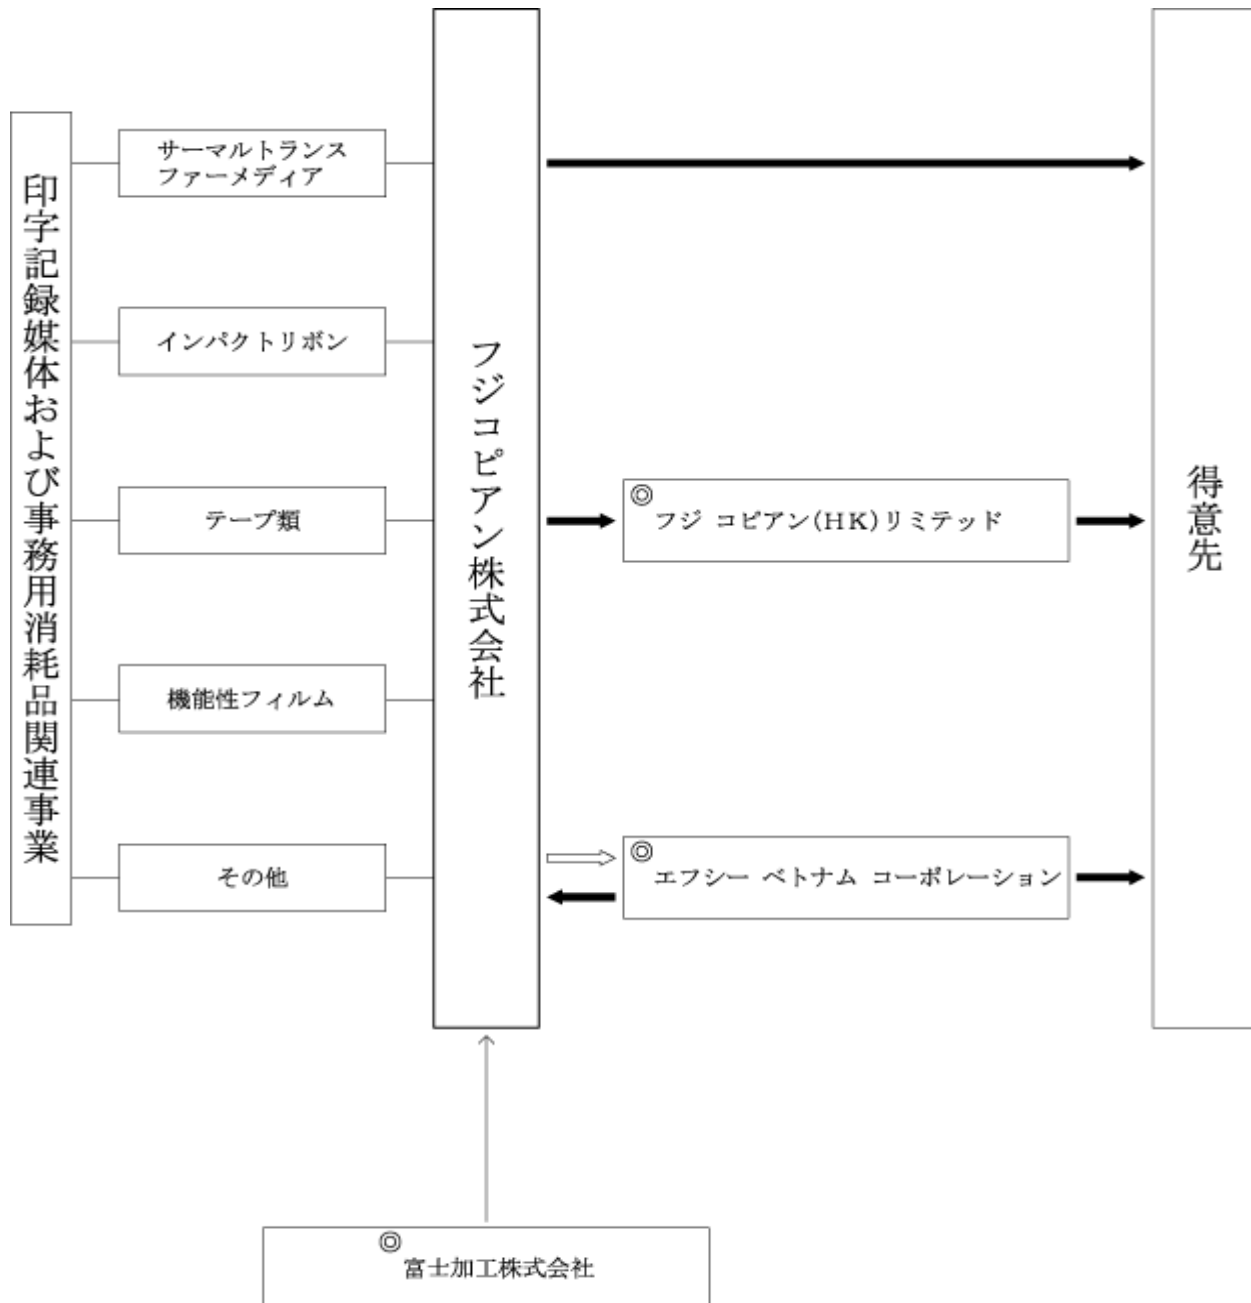 印字記録媒体および事務用消耗品関連事業
サーマルトランス
ファーメディア
インパクトリボン
テープ類
機能性フィルム
その他
フジコピアン株式会社
◎
フジ コピアン(HK)リミテッド
◎
エフシー ベトナム コーポレーション
得意先
◎
富士加工株式会社